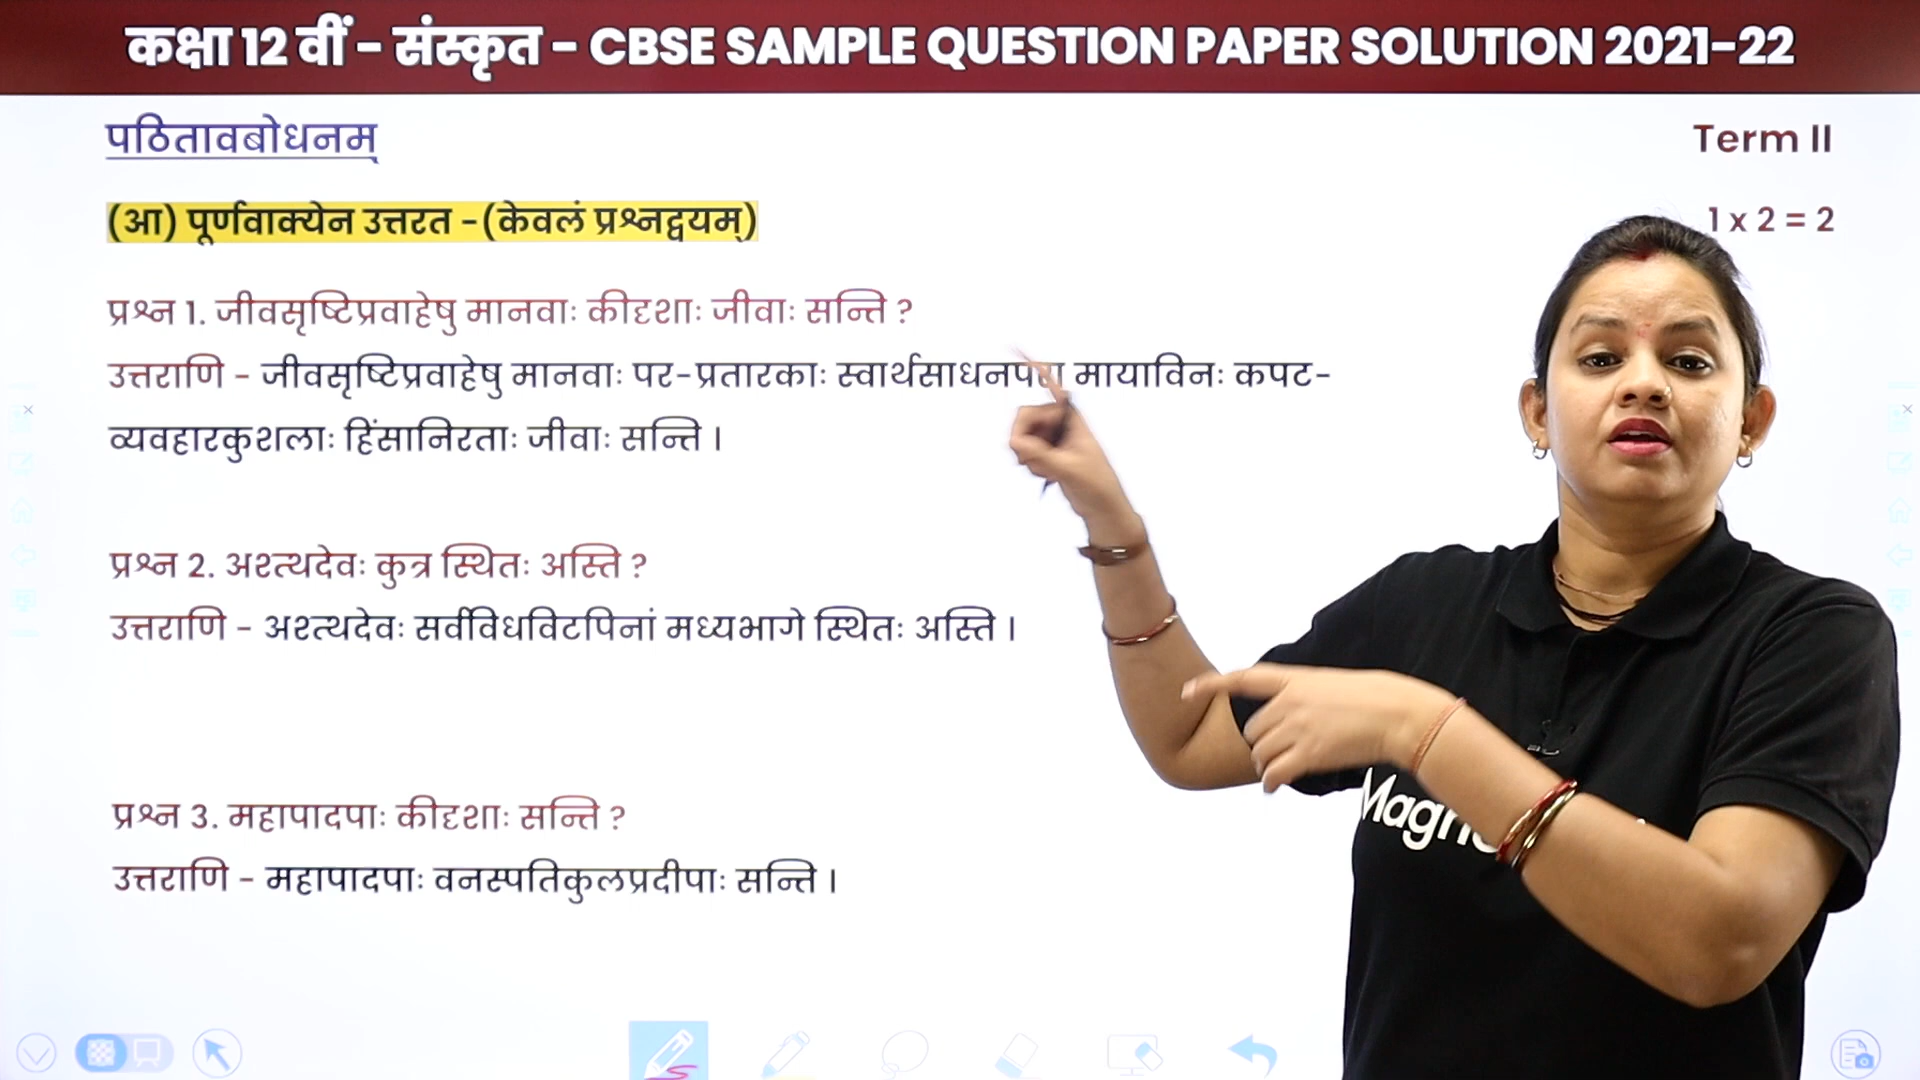 कक्षा 12 वीं - संस्कृत - CBSE SAMPLE QUESTION PAPER SOLUTION 2021-22
पठितावबोधनम्
Term II
(आ) पूर्णवाक्येन उत्तरत -(केवलं प्रश्नद्वयम्)
1 x 2 = 2
प्रश्न 1. जीवसृष्टिप्रवाहेषु मानवाः कीदृशाः जीवाः सन्ति ?
उत्तराणि - जीवसृष्टिप्रवाहेषु मानवाः पर-प्रतारकाः स्वार्थसाधनपरा मायाविनः कपट-
व्यवहारकुशलाः हिंसानिरताः जीवाः सन्ति ।
प्रश्न 2. अश्त्थदेवः कुत्र स्थितः अस्ति ?
उत्तराणि - अश्त्थदेवः सर्वविधविटपिनां मध्यभागे स्थितः अस्ति ।
प्रश्न 3. महापादपाः कीदृशाः सन्ति ?
उत्तराणि - महापादपाः वनस्पतिकुलप्रदीपाः सन्ति ।